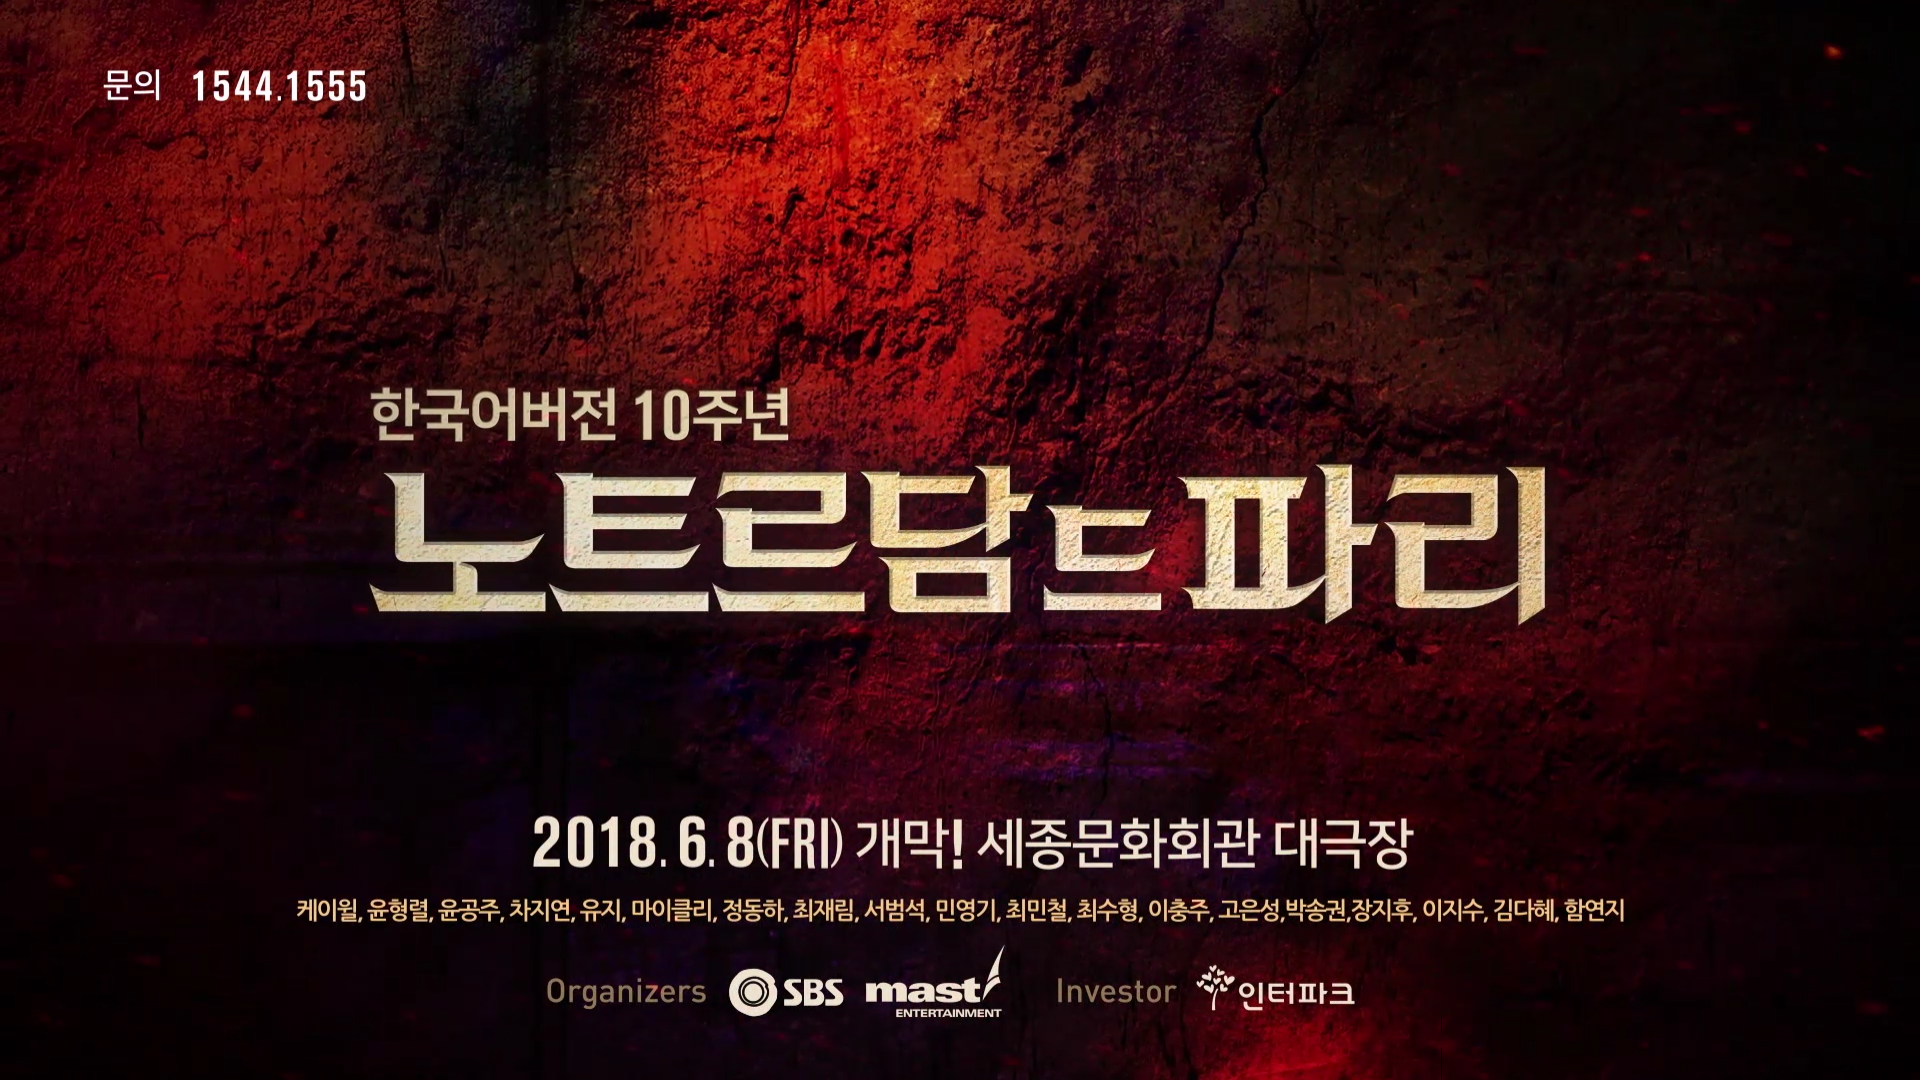 문의 1544.1555
한국어버전 10주년
노트르담 드 파리
2018. 6. 8(FRI) 개막! 세종문화회관 대극장
케이윌, 윤형렬, 윤공주, 차지연, 유지, 마이클리, 정동하, 최재림, 서범석, 민영기, 최민철, 최수형, 이충주, 고은성,박송권,장지후, 이지수, 김다혜, 함연지
Organizers SBS mast ENTERTAINMENT Investor 인터파크